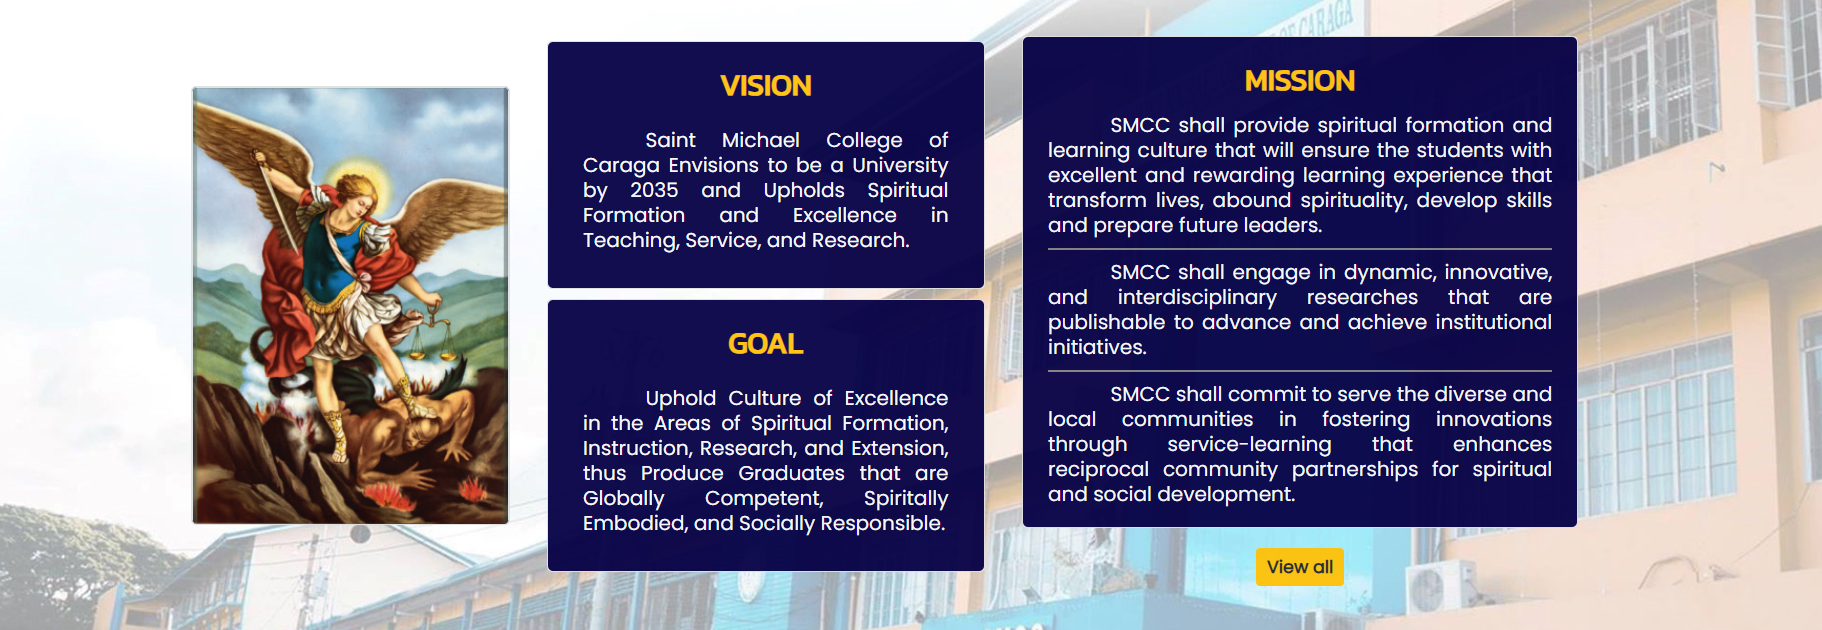 OF CARAGA
VISION
Saint Michael College of
Caraga Envisions to be a University
by 2035 and Upholds Spiritual
Formation and Excellence in
Teaching, Service, and Research.
GOAL
Uphold Culture of Excellence
in the Areas of Spiritual Formation,
Instruction, Research, and Extension,
thus Produce Graduates that are
Globally Competent, Spiritally
Embodied, and Socially Responsible.
MISSION
SMCC shall provide spiritual formation and
learning culture that will ensure the students with
excellent and rewarding learning experience that
transform lives, abound spirituality, develop skills
and prepare future leaders.
SMCC shall engage in dynamic, innovative,
and interdisciplinary researches that are
publishable to advance and achieve institutional
initiatives.
SMCC shall commit to serve the diverse and
local communities in fostering innovations
through service-learning that enhances
reciprocal community partnerships for spiritual
and social development.
View all